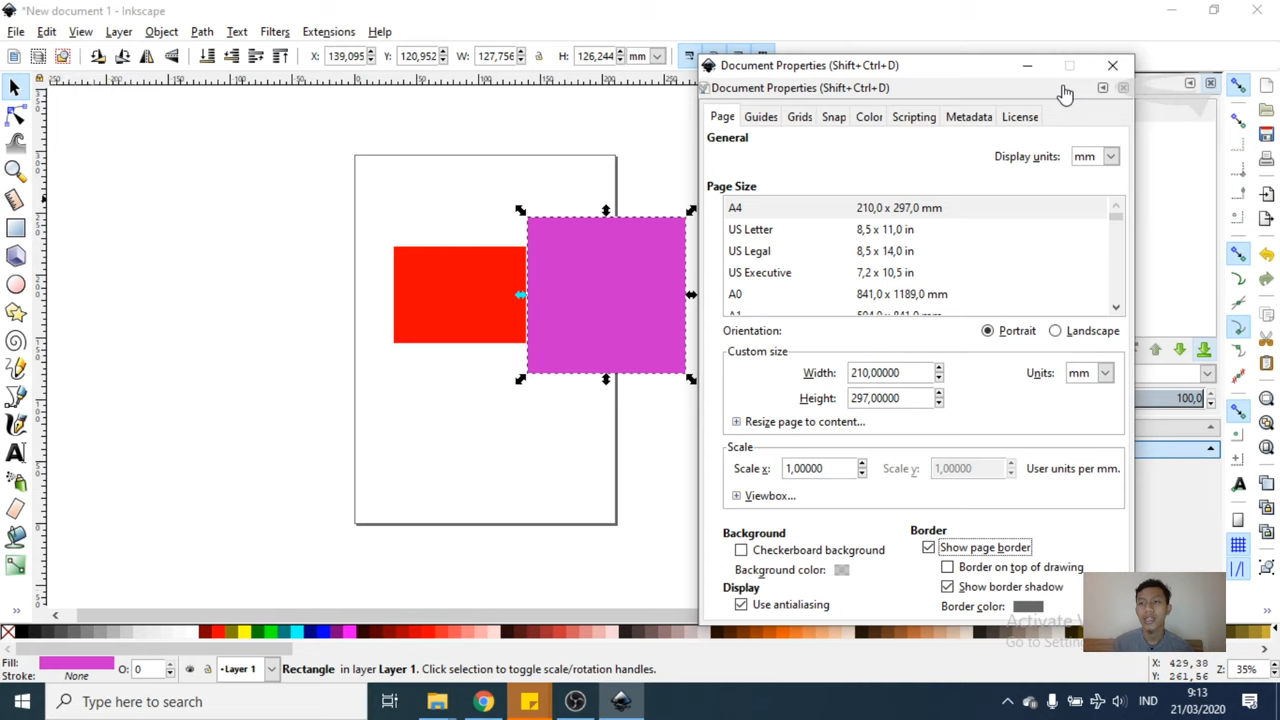 *New document 1 - Inkscape
File Edit View Layer Object Path Text Filters Extensions Help
X: 139,095 Y: 120,952 W: 127,756 H: 126,244 mm
Document Properties (Shift+Ctrl+D)
Document Properties (Shift+Ctrl+D)
Page Guides Grids Snap Color Scripting Metadata License
General
Display units: mm
Page Size
A4 210,0 x 297,0 mm
US Letter 8,5 x 11,0 in
US Legal 8,5 x 14,0 in
US Executive 7,2 x 10,5 in
A0 841,0 x 1189,0 mm
A1 594,0 x 841,0 mm
Orientation: Portrait Landscape
Custom size
Width: 210,00000 Units: mm
Height: 297,00000
Resize page to content...
Scale
Scale x: 1,00000 Scale y: 1,00000 User units per mm.
Viewbox...
Background
Checkerboard background
Background color:
Display
Use antialiasing
Border
Show page border
Border on top of drawing
Show border shadow
Border color:
100,0
Fill:
Stroke: None
O: 0
Layer 1
Rectangle in layer Layer 1. Click selection to toggle scale/rotation handles.
X: 429,38
Y: 261,56
Z: 35%
Type here to search
IND
9:13
21/03/2020